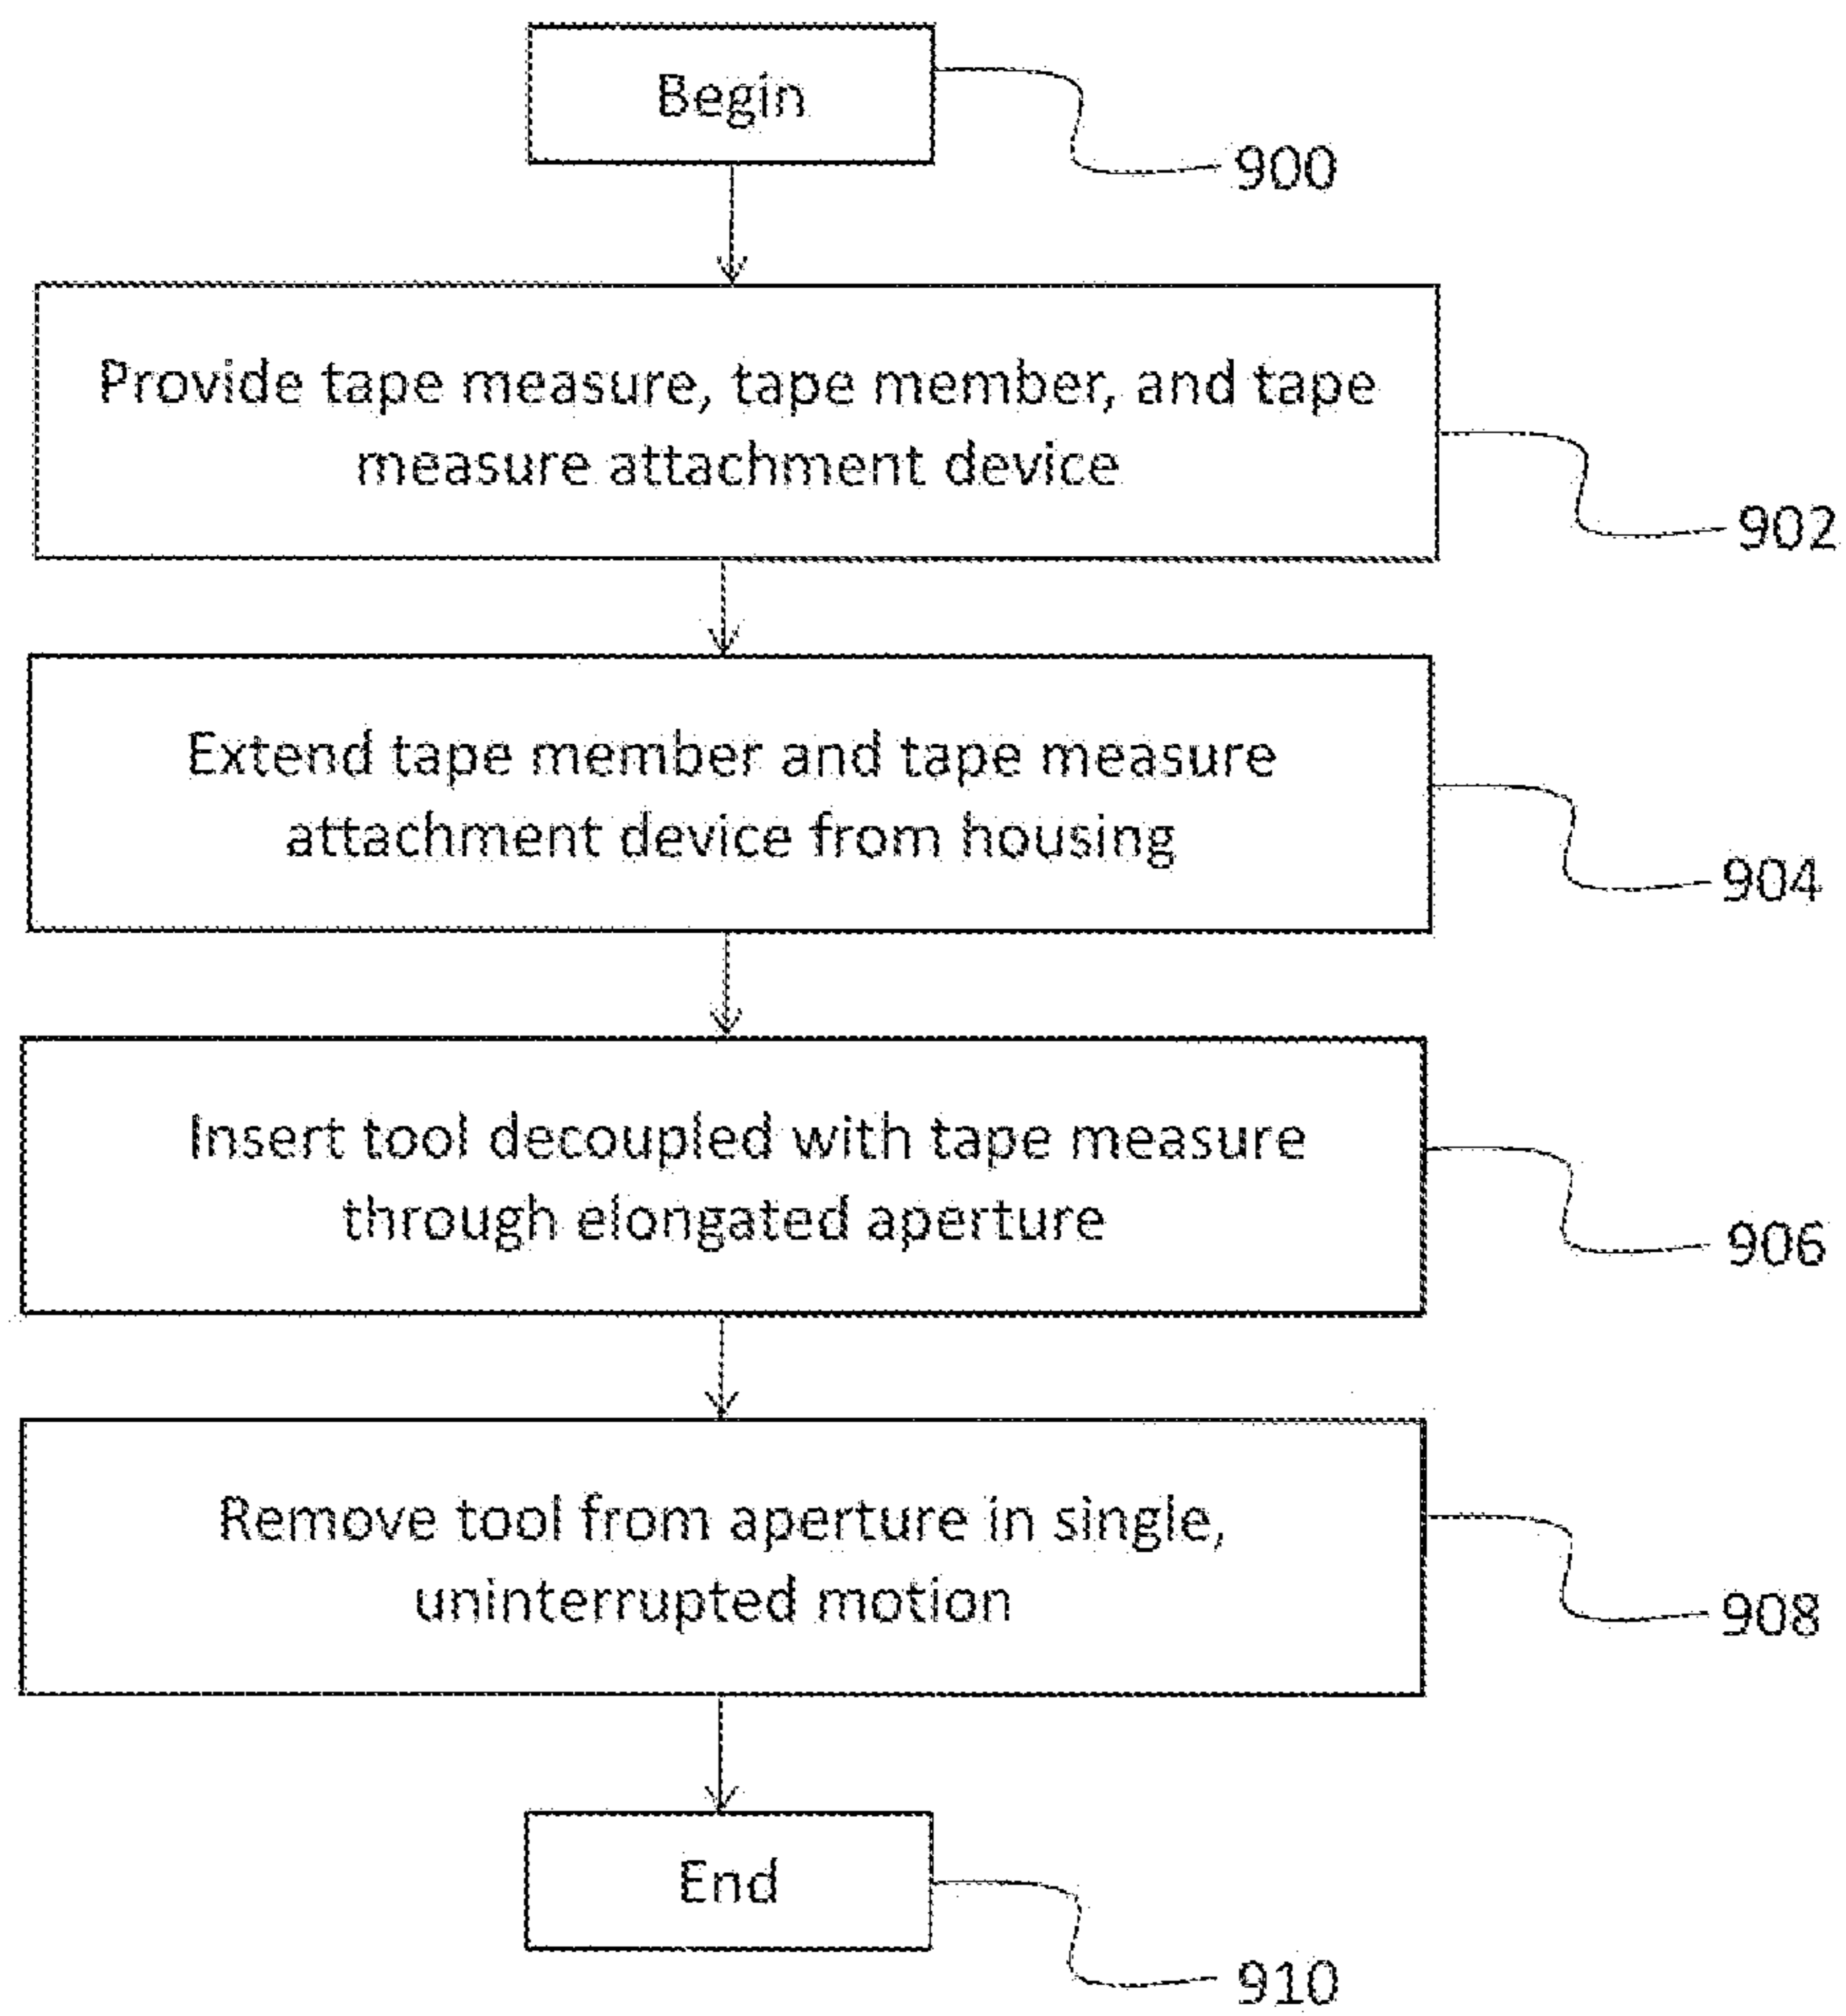 Begin
900
Provide tape measure, tape member, and tape
measure attachment device
902
Extend tape member and tape measure
attachment device from housing
904
Insert tool decoupled with tape measure
through elongated aperture
906
Remove tool from aperture in single,
uninterrupted motion
908
End
910